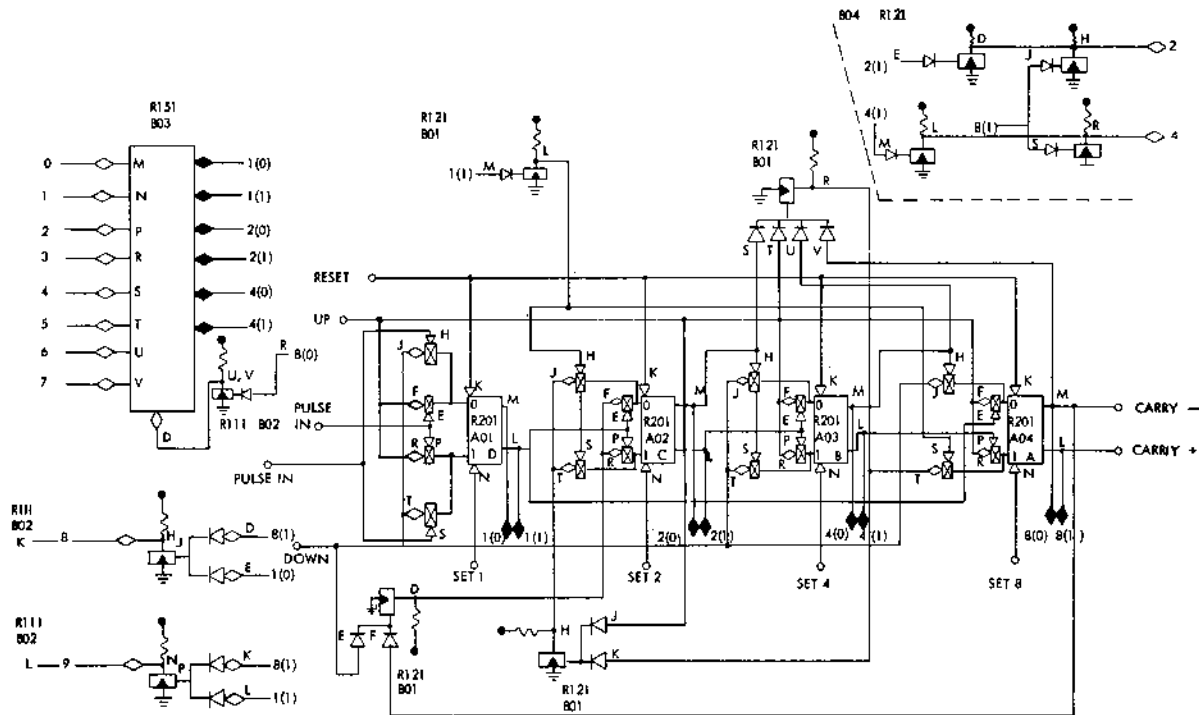 B04 R121
D
H
2
E
2(1)
J
4(1)
L
8(1)
R
4
M
S
R151
B03
0 M 1(0)
1 N 1(1)
2 P 2(0)
3 R 2(1)
4 S 4(0)
5 T 4(1)
6 U
7 V
U, V
R
8(0)
R111 B02
D
R121
B01
L
1(1) M
R121
B01
R
S T U V
RESET
UP
PULSE
IN
PULSE IN
DOWN
H
J
F
E
R P
T
S
K
0 M
R201
A01 L
1 D
N
1(0) 1(1)
SET 1
H
J
F
E
P
R
S
T
K
0 M
R201
A02
1 C L
N
2(0) 2(1)
SET 2
H
J
F
E
P
R
S
T
K
0 M
R201
A03 L
1 B
N
4(0) 4(1)
SET 4
H
J
F
E
P
R
S
T
K
0 M
R201
A04 L
1 A
N
8(0) 8(1)
SET 8
CARRY —
CARRY +
R111
B02
K 8
H J
D 8(1)
E 1(0)
R111
B02
L 9
N P
K 8(1)
L 1(1)
D
E F
R121
B01
H
J
K
R121
B01